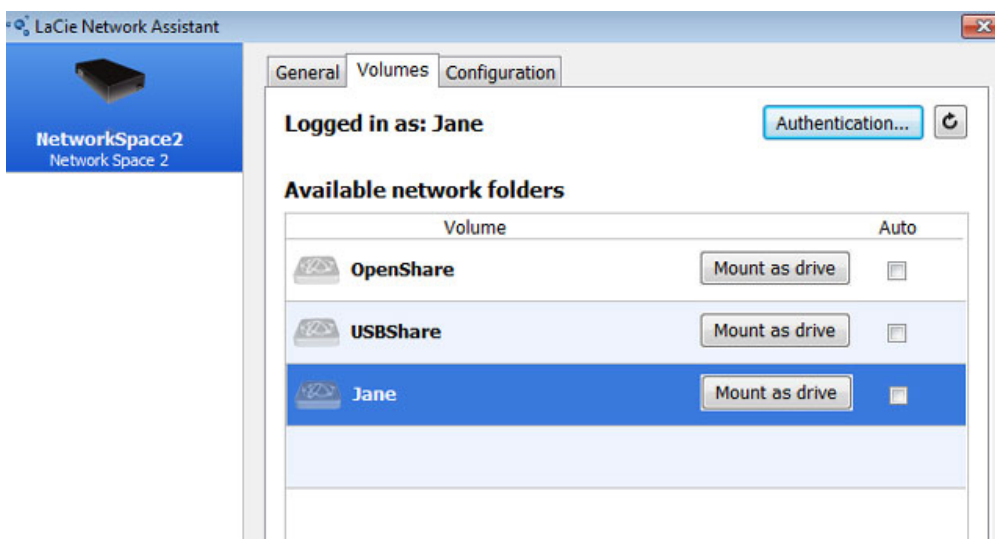 LaCie Network Assistant
NetworkSpace2
Network Space 2
General Volumes Configuration
Logged in as: Jane Authentication...
Available network folders
Volume Auto
OpenShare Mount as drive
USBShare Mount as drive
Jane Mount as drive